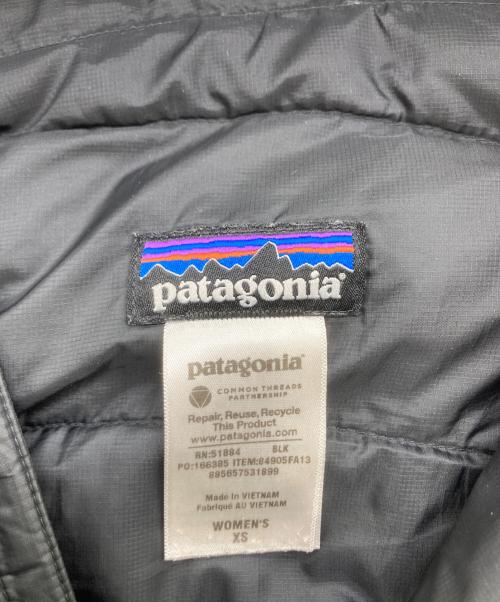 patagonia®
patagonia®
COMMON THREADS
PARTNERSHIP
Repair, Reuse, Recycle
This Product
www.patagonia.com
RN:51884 BLK
PO:166385 ITEM:84905FA13
885657531899
Made in VIETNAM
Fabriqué AU VIETNAM
WOMEN'S
XS